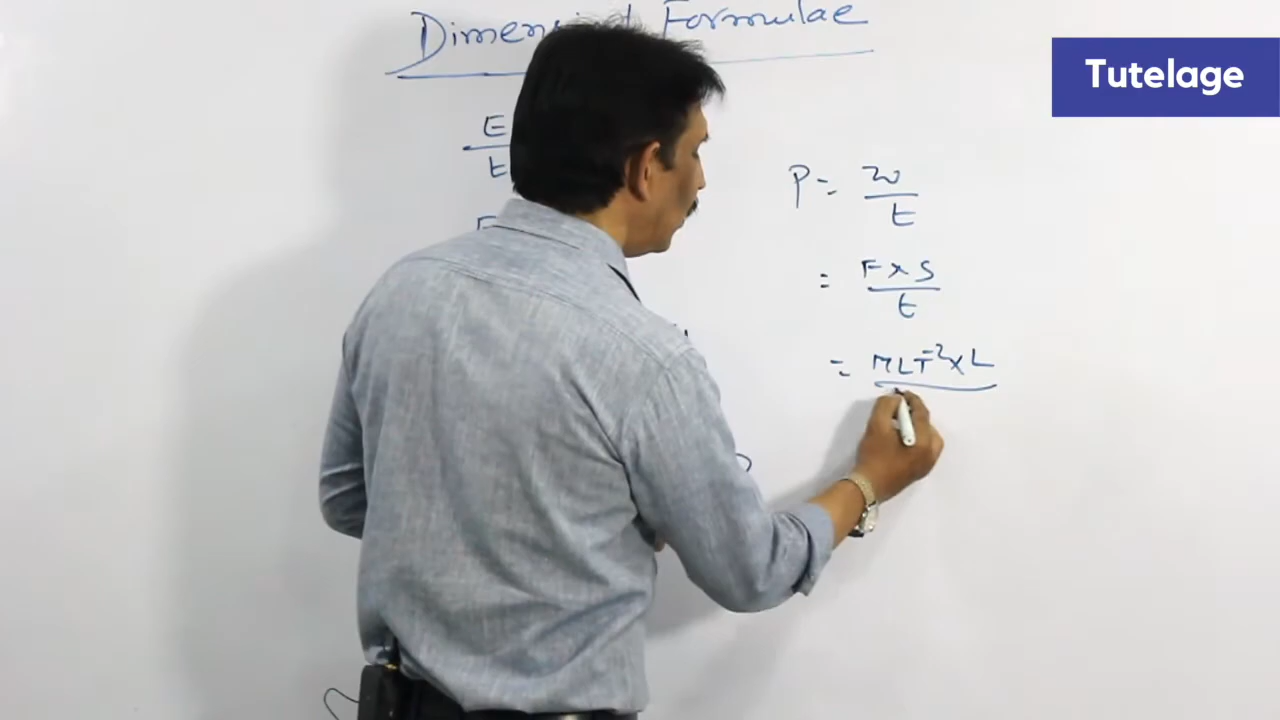 Dimensional Formulae
Tutelage
E
t
P = w
t
= F x S
t
= MLT⁻² x L